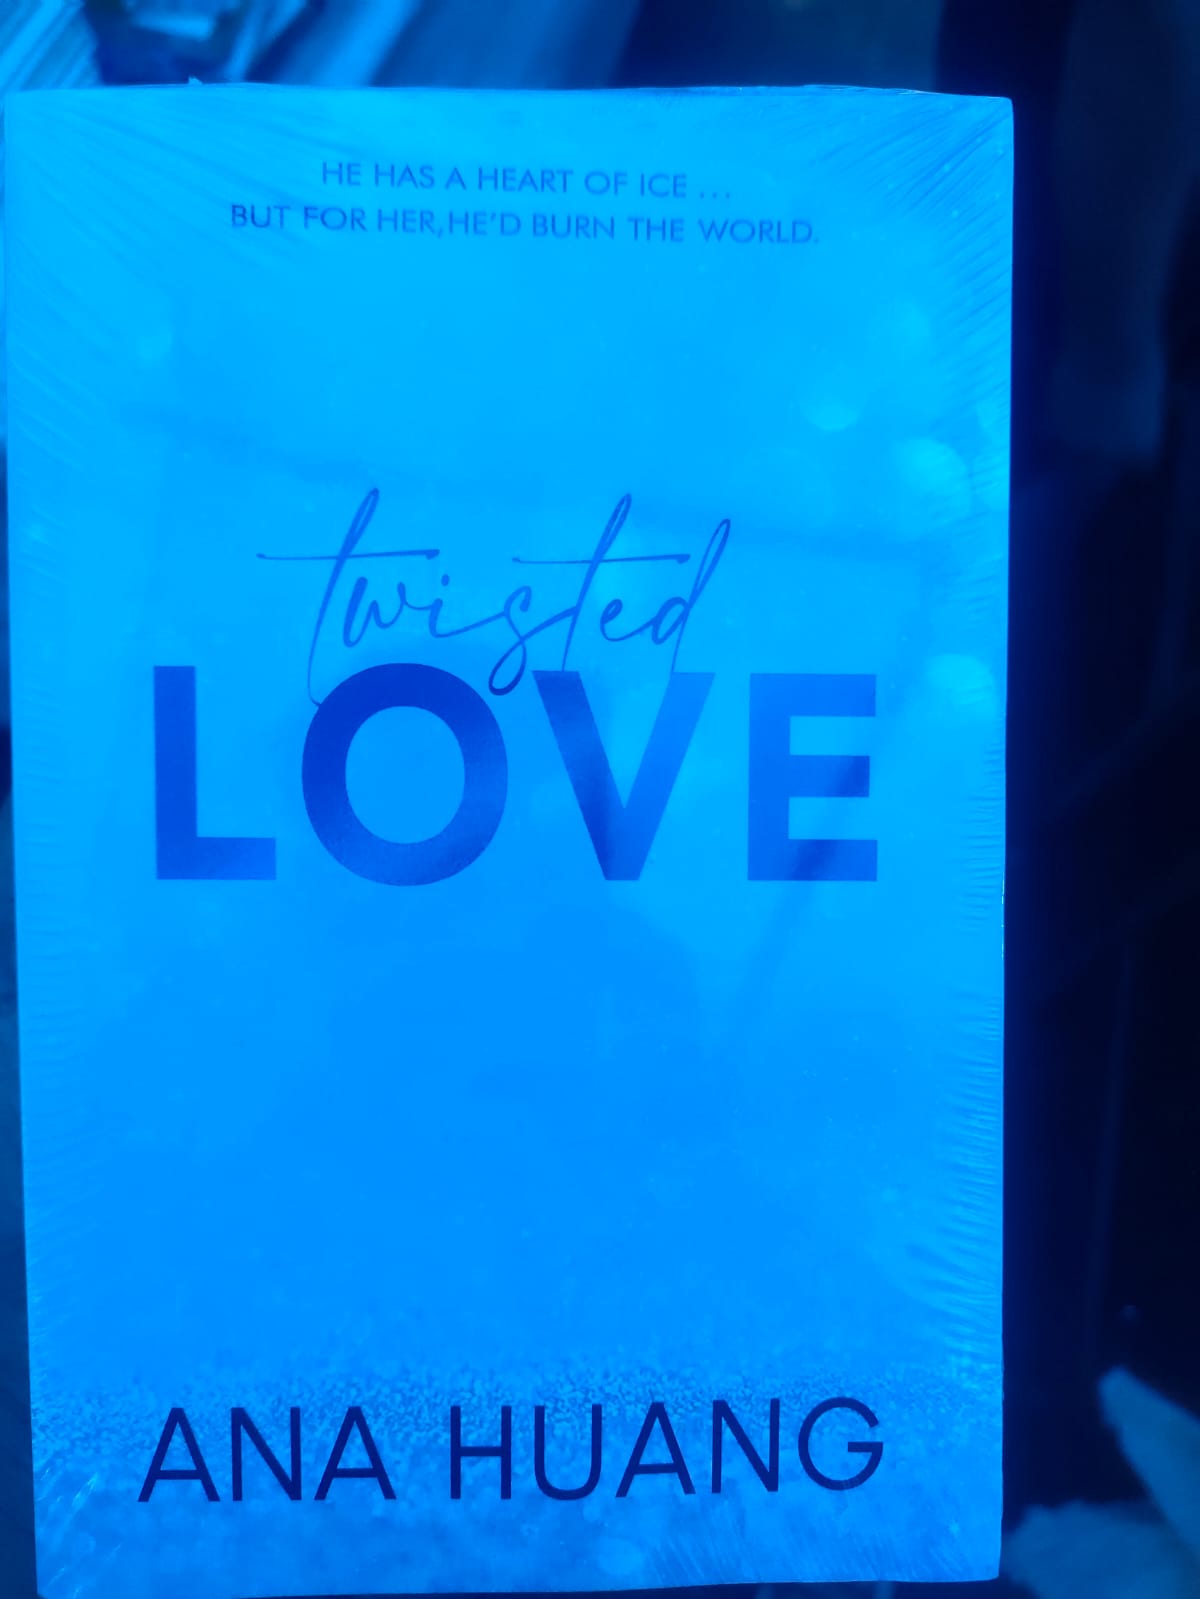 HE HAS A HEART OF ICE ...
BUT FOR HER, HE'D BURN THE WORLD.
twisted
LOVE
ANA HUANG